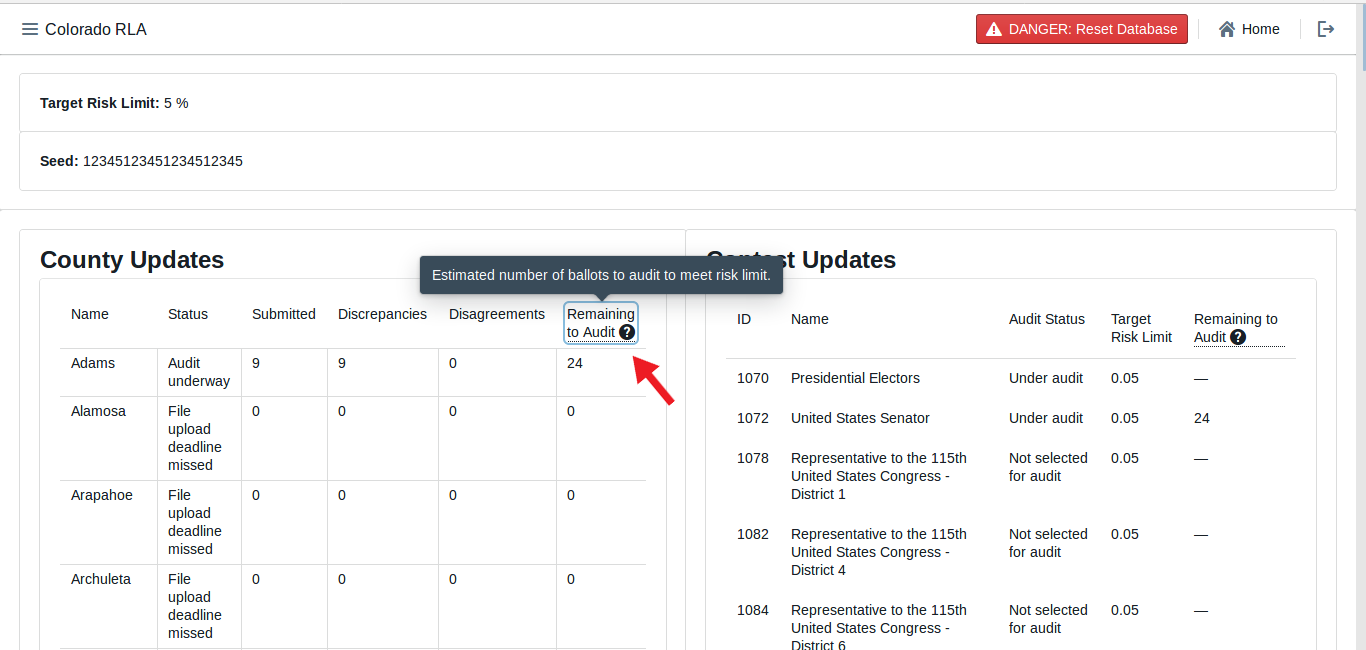 Colorado RLA
DANGER: Reset Database
Home
Target Risk Limit: 5 %
Seed: 12345123451234512345
County Updates
Estimated number of ballots to audit to meet risk limit.
Name Status Submitted Discrepancies Disagreements Remaining
to Audit ?
Adams Audit 9 9 0 24
underway
Alamosa File 0 0 0 0
upload
deadline
missed
Arapahoe File 0 0 0 0
upload
deadline
missed
Archuleta File 0 0 0 0
upload
deadline
missed
Contest Updates
ID Name Audit Status Target Remaining to
Risk Limit Audit ?
1070 Presidential Electors Under audit 0.05 —
1072 United States Senator Under audit 0.05 24
1078 Representative to the 115th Not selected 0.05 —
United States Congress - for audit
District 1
1082 Representative to the 115th Not selected 0.05 —
United States Congress - for audit
District 4
1084 Representative to the 115th Not selected 0.05 —
United States Congress - for audit
District 6